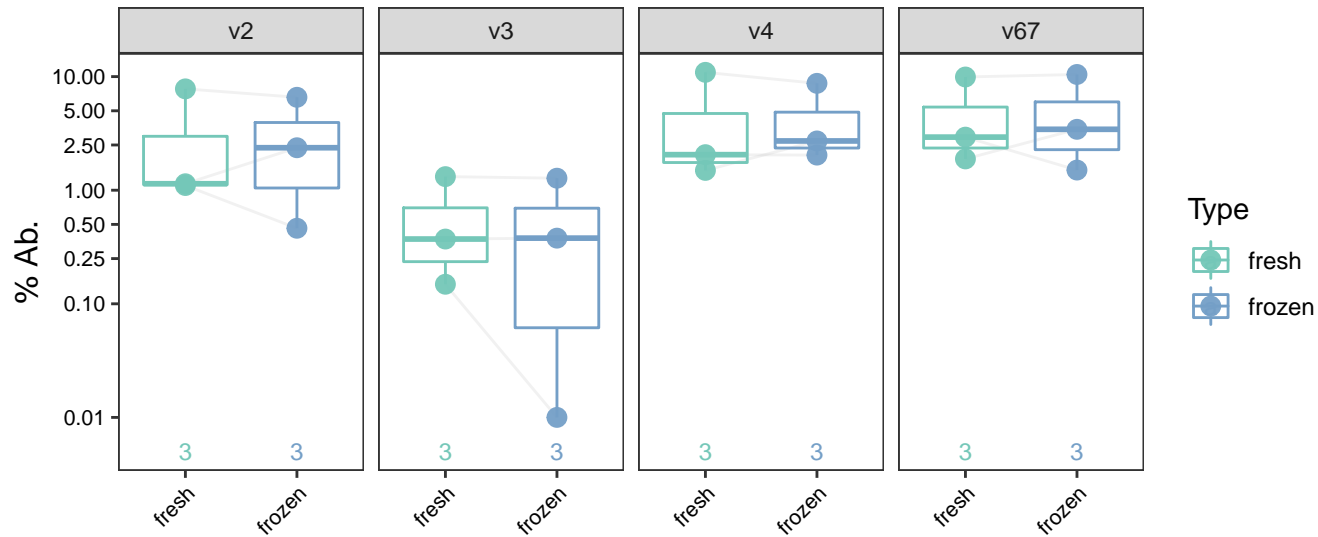 v2 v3 v4 v67
% Ab.
10.00
5.00
2.50
1.00
0.50
0.25
0.10
0.01
3 3 3 3 3 3 3 3
fresh frozen fresh frozen fresh frozen fresh frozen
Type
fresh
frozen